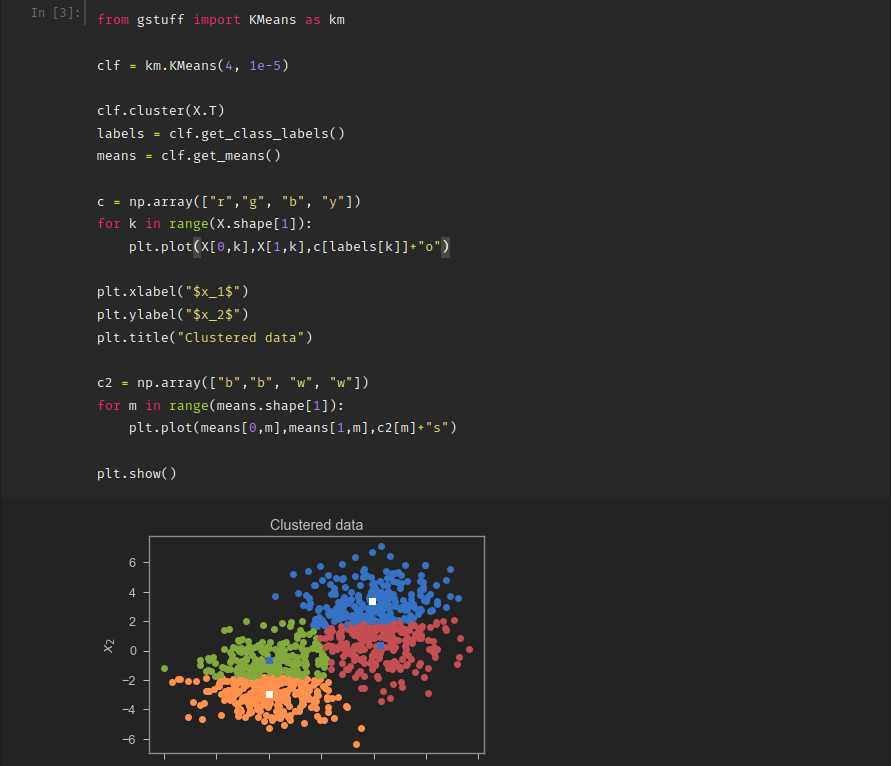 In [3]:
from gstuff import KMeans as km
clf = km.KMeans(4, 1e-5)
clf.cluster(X.T)
labels = clf.get_class_labels()
means = clf.get_means()
c = np.array(["r","g", "b", "y"])
for k in range(X.shape[1]):
    plt.plot(X[0,k],X[1,k],c[labels[k]]+"o")
plt.xlabel("$x_1$")
plt.ylabel("$x_2$")
plt.title("Clustered data")
c2 = np.array(["b","b", "w", "w"])
for m in range(means.shape[1]):
    plt.plot(means[0,m],means[1,m],c2[m]+"s")
plt.show()
Clustered data
6
4
2
0
−2
−4
−6
x2